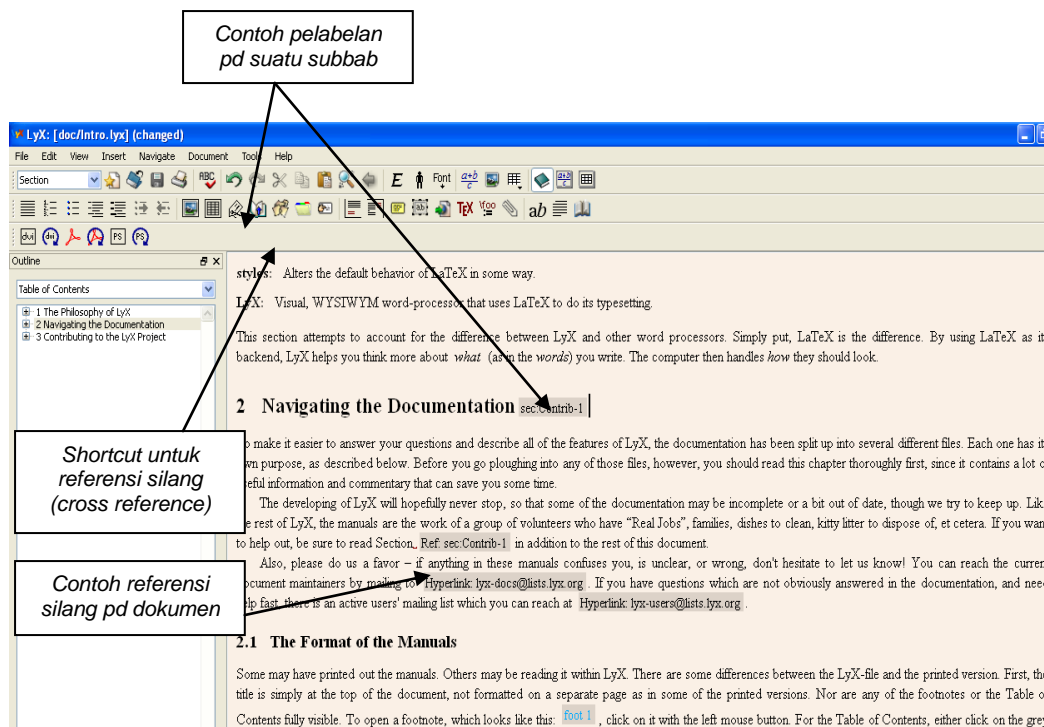 Contoh pelabelan
pd suatu subbab
LyX: [doc/Intro.lyx] (changed)
File Edit View Insert Navigate Document Tools Help
Section
ABC
E
Font
a+b
c
a+b
c
TEX
\foo
ab
dvi
dvi
PS
PS
Outline
Table of Contents
1 The Philosophy of LyX
2 Navigating the Documentation
3 Contributing to the LyX Project
styles: Alters the default behavior of LaTeX in some way.
LyX: Visual, WYSIWYM word-processor that uses LaTeX to do its typesetting.
This section attempts to account for the difference between LyX and other word processors. Simply put, LaTeX is the difference. By using LaTeX as it
backend, LyX helps you think more about what (as in the words) you write. The computer then handles how they should look.
2 Navigating the Documentation sec:Contrib-1
make it easier to answer your questions and describe all of the features of LyX, the documentation has been split up into several different files. Each one has it
wn purpose, as described below. Before you go ploughing into any of those files, however, you should read this chapter thoroughly first, since it contains a lot o
eful information and commentary that can save you some time.
The developing of LyX will hopefully never stop, so that some of the documentation may be incomplete or a bit out of date, though we try to keep up. Lik
e rest of LyX, the manuals are the work of a group of volunteers who have “Real Jobs”, families, dishes to clean, kitty litter to dispose of, et cetera. If you wan
to help out, be sure to read Section Ref: sec:Contrib-1 in addition to the rest of this document.
Also, please do us a favor – if anything in these manuals confuses you, is unclear, or wrong, don't hesitate to let us know! You can reach the curren
ocument maintainers by mailing to Hyperlink: lyx-docs@lists.lyx.org . If you have questions which are not obviously answered in the documentation, and nee
elp fast, there is an active users' mailing list which you can reach at Hyperlink: lyx-users@lists.lyx.org .
2.1 The Format of the Manuals
Some may have printed out the manuals. Others may be reading it within LyX. There are some differences between the LyX-file and the printed version. First, the
title is simply at the top of the document, not formatted on a separate page as in some of the printed versions. Nor are any of the footnotes or the Table o
Contents fully visible. To open a footnote, which looks like this: foot 1 , click on it with the left mouse button. For the Table of Contents, either click on the grey
Shortcut untuk
referensi silang
(cross reference)
Contoh referensi
silang pd dokumen